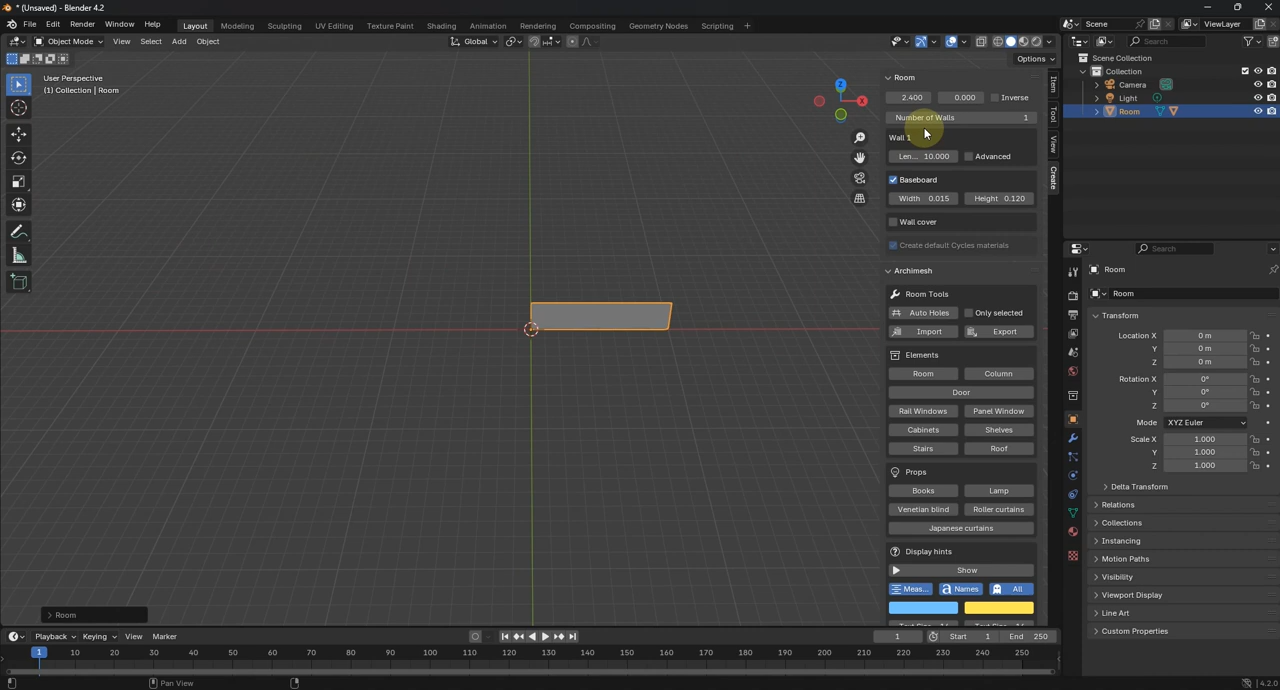 * (Unsaved) - Blender 4.2
File Edit Render Window Help Layout Modeling Sculpting UV Editing Texture Paint Shading Animation Rendering Compositing Geometry Nodes Scripting + Scene ViewLayer
Object Mode View Select Add Object Global Search
Options
User Perspective
(1) Collection | Room
Scene Collection
Collection
Camera
Light
Room
X
Z
Item
Tool
View
Create
Room
2.400 0.000 Inverse
Number of Walls 1
Wall 1
Len... 10.000 Advanced
Baseboard
Width 0.015 Height 0.120
Wall cover
Create default Cycles materials
Archimesh
Room Tools
Auto Holes Only selected
Import Export
Elements
Room Column
Door
Rail Windows Panel Window
Cabinets Shelves
Stairs Roof
Props
Books Lamp
Venetian blind Roller curtains
Japanese curtains
Display hints
Show
Meas... Names All
Search
Room
Room
Transform
Location X 0 m
Y 0 m
Z 0 m
Rotation X 0°
Y 0°
Z 0°
Mode XYZ Euler
Scale X 1.000
Y 1.000
Z 1.000
Delta Transform
Relations
Collections
Instancing
Motion Paths
Visibility
Viewport Display
Line Art
Custom Properties
Room
Playback Keying View Marker 1 Start 1 End 250
1 10 20 30 40 50 60 70 80 90 100 110 120 130 140 150 160 170 180 190 200 210 220 230 240 250
Pan View 4.2.0